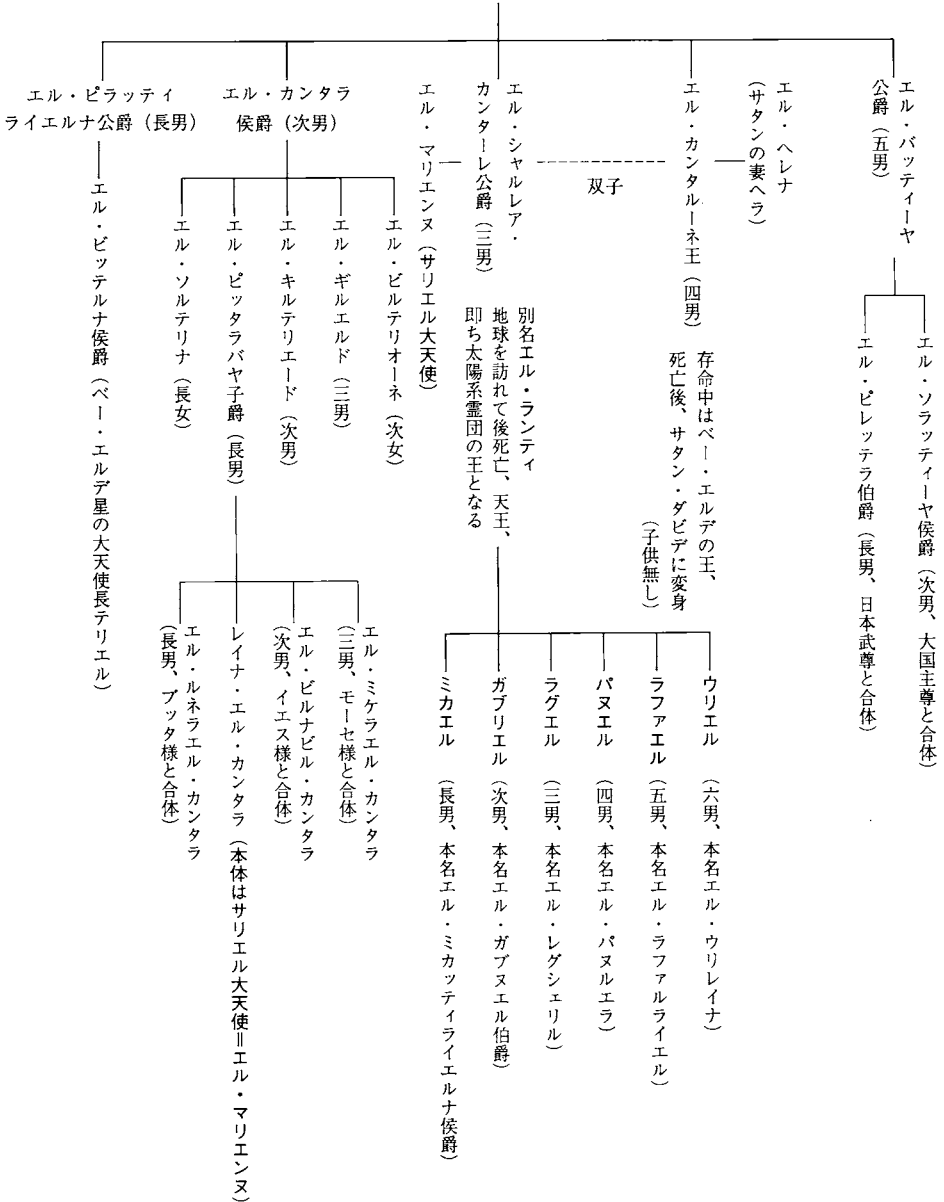 エル・バッティーヤ
公爵(五男)
エル・ソラッティーヤ侯爵(次男、大国主尊と合体)
エル・ビレッテラ伯爵(長男、日本武尊と合体)
エル・ヘレナ
(サタンの妻ヘラ)
エル・カンタルーネ王(四男)
存命中はベー・エルデの王、
死亡後、サタン・ダビデに変身
(子供無し)
双子
エル・シャルレア・
カンターレ公爵(三男)
別名エル・ランティ
地球を訪れて後死亡、天王、
即ち太陽系霊団の王となる
エル・マリエンヌ(サリエル大天使)
ウリエル(六男、本名エル・ウリレイナ)
ラファエル(五男、本名エル・ラファルライエル)
パヌエル(四男、本名エル・パヌルエラ)
ラグエル(三男、本名エル・レグシェリル)
ガブリエル(次男、本名エル・ガブヌエル伯爵)
ミカエル(長男、本名エル・ミカッティライエルナ侯爵)
エル・カンタラ
侯爵(次男)
エル・ビルテリオーネ(次女)
エル・ギルエルド(三男)
エル・キルテリエード(次男)
エル・ピッタラバヤ子爵(長男)
エル・ソルテリナ(長女)
エル・ミケラエル・カンタラ
(三男、モーセ様と合体)
エル・ビルナビル・カンタラ
(次男、イエス様と合体)
レイナ・エル・カンタラ(本体はサリエル大天使=エル・マリエンヌ)
エル・ルネラエル・カンタラ
(長男、ブッタ様と合体)
エル・ピラッティ
ライエルナ公爵(長男)
エル・ビッテルナ侯爵(ベー・エルデ星の大天使長テリエル)